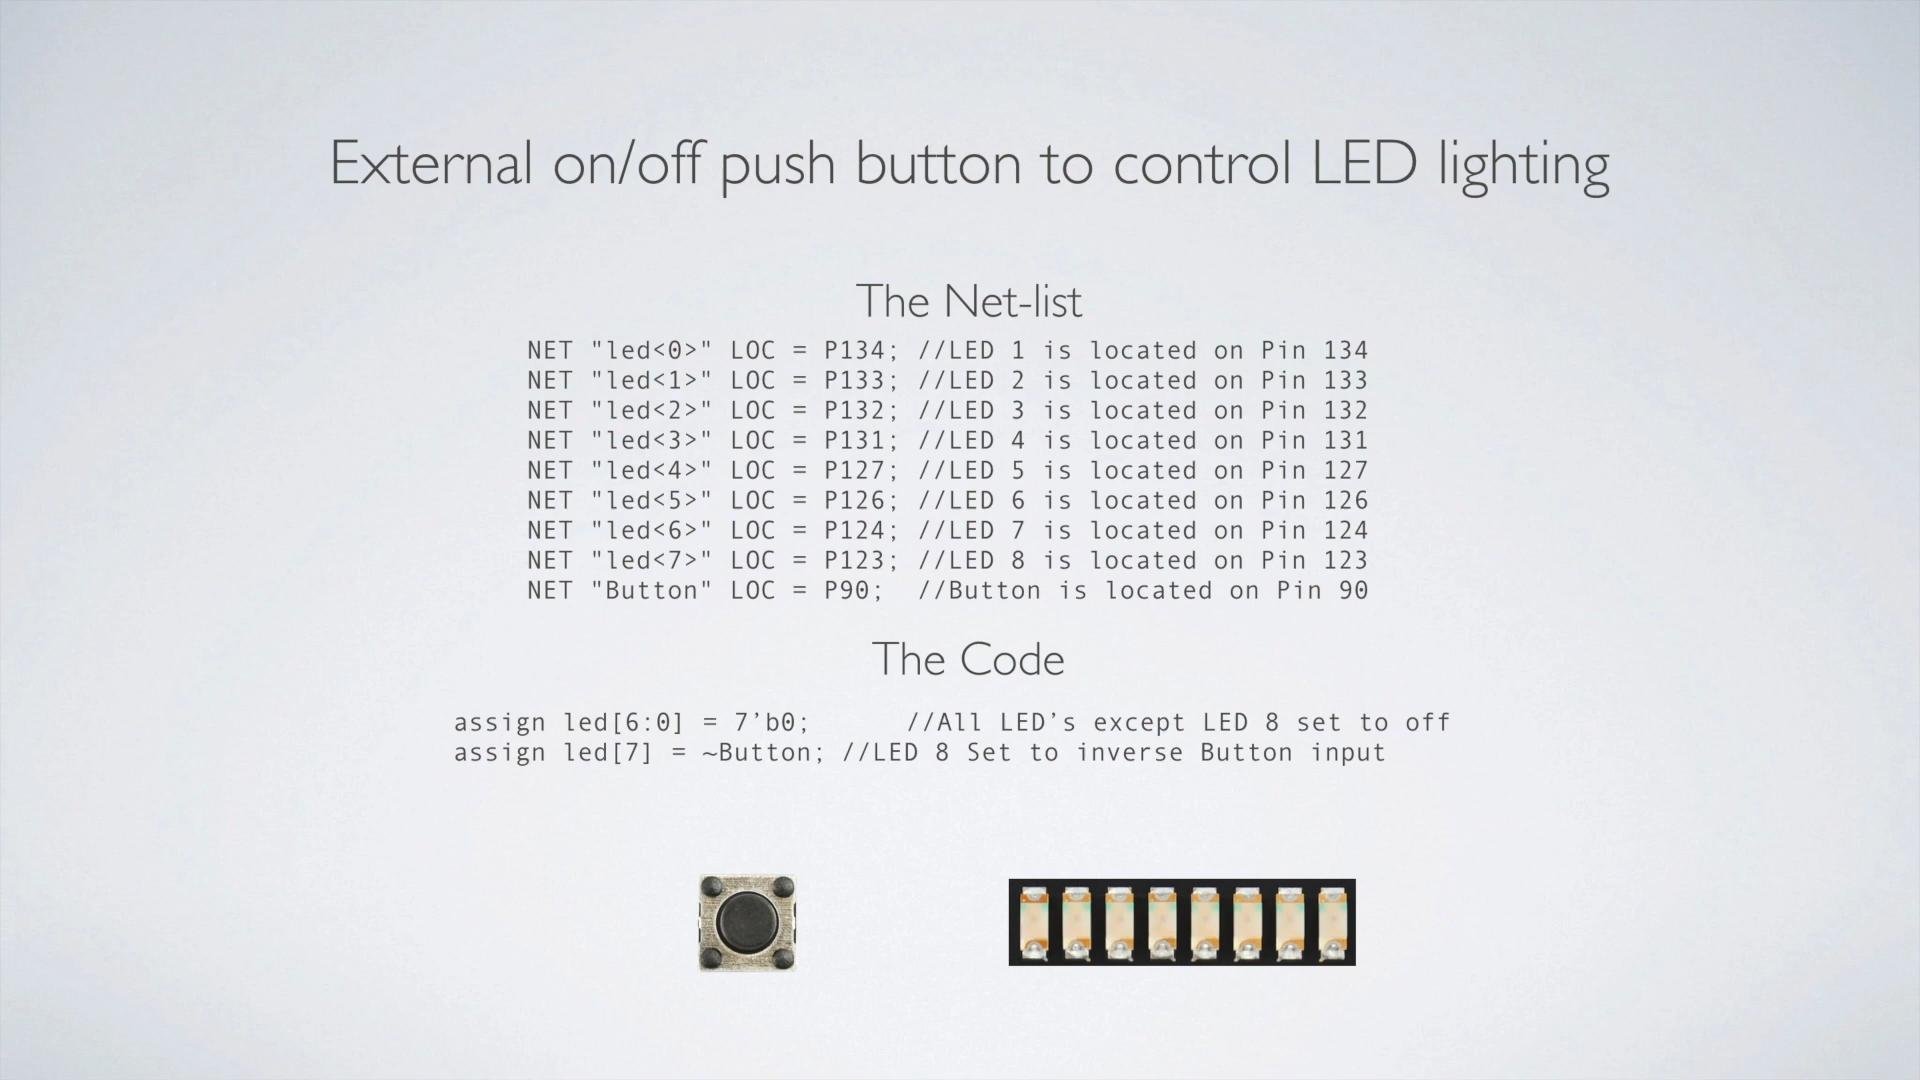 External on/off push button to control LED lighting
The Net-list
NET "led<0>" LOC = P134; //LED 1 is located on Pin 134
NET "led<1>" LOC = P133; //LED 2 is located on Pin 133
NET "led<2>" LOC = P132; //LED 3 is located on Pin 132
NET "led<3>" LOC = P131; //LED 4 is located on Pin 131
NET "led<4>" LOC = P127; //LED 5 is located on Pin 127
NET "led<5>" LOC = P126; //LED 6 is located on Pin 126
NET "led<6>" LOC = P124; //LED 7 is located on Pin 124
NET "led<7>" LOC = P123; //LED 8 is located on Pin 123
NET "Button" LOC = P90;  //Button is located on Pin 90
The Code
assign led[6:0] = 7’b0;      //All LED’s except LED 8 set to off
assign led[7] = ~Button; //LED 8 Set to inverse Button input